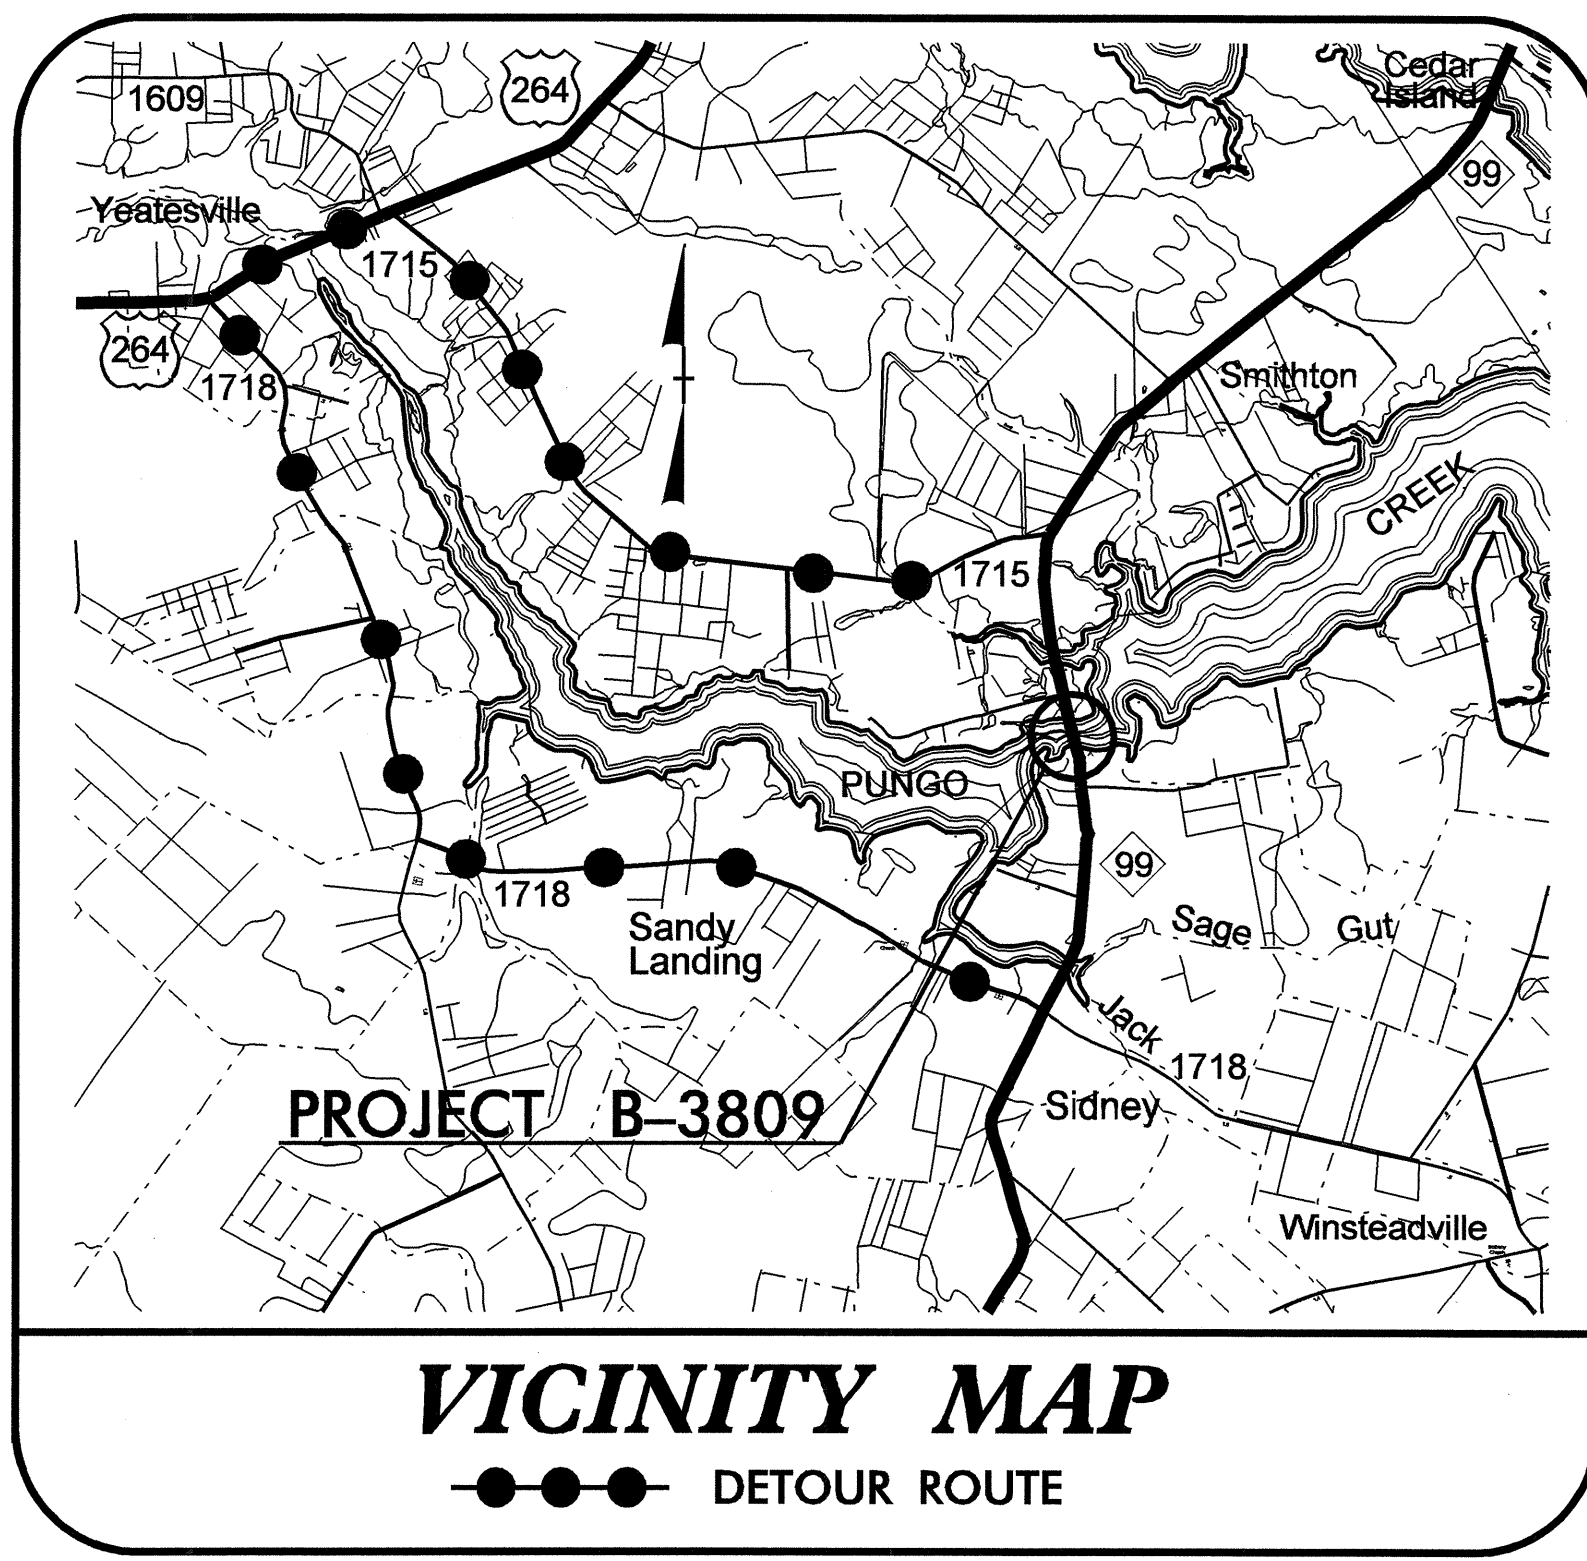 Cedar
Island
264
1609
99
Yeatesville
1715
264
1718
Smithton
CREEK
1715
PUNGO
99
1718
Sandy
Landing
Sage Gut
Jack
1718
PROJECT B-3809
Sidney
Winsteadville
VICINITY MAP
DETOUR ROUTE